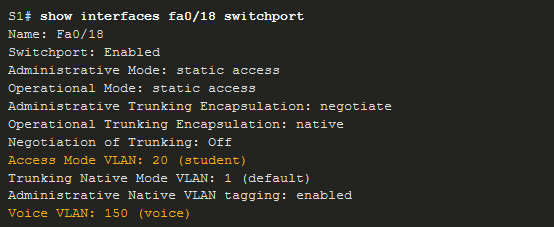 S1# show interfaces fa0/18 switchport
Name: Fa0/18
Switchport: Enabled
Administrative Mode: static access
Operational Mode: static access
Administrative Trunking Encapsulation: negotiate
Operational Trunking Encapsulation: native
Negotiation of Trunking: Off
Access Mode VLAN: 20 (student)
Trunking Native Mode VLAN: 1 (default)
Administrative Native VLAN tagging: enabled
Voice VLAN: 150 (voice)